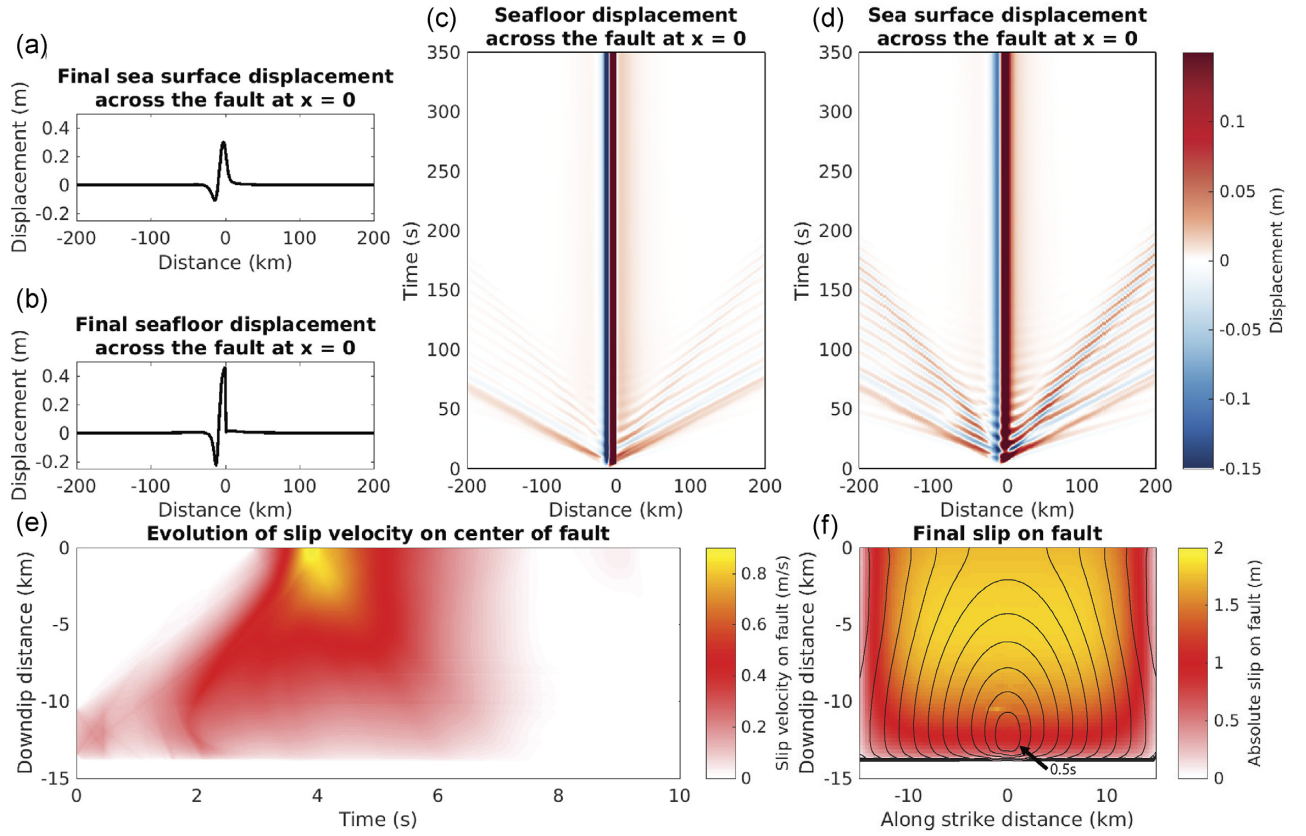 (a)
Final sea surface displacement
across the fault at x = 0
Displacement (m)
0.4
0.2
0
-0.2
-200 -100 0 100 200
Distance (km)
(b)
Final seafloor displacement
across the fault at x = 0
Displacement (m)
0.4
0.2
0
-0.2
-200 -100 0 100 200
Distance (km)
(c)
Seafloor displacement
across the fault at x = 0
Time (s)
350
300
250
200
150
100
50
0
-200 -100 0 100 200
Distance (km)
(d)
Sea surface displacement
across the fault at x = 0
350
300
250
200
150
100
50
0
-200 -100 0 100 200
Distance (km)
0.1
0.05
0
-0.05
-0.1
-0.15
Displacement (m)
(e)
Evolution of slip velocity on center of fault
Downdip distance (km)
0
-5
-10
-15
0 2 4 6 8 10
Time (s)
0.8
0.6
0.4
0.2
0
Slip velocity on fault (m/s)
(f)
Final slip on fault
Downdip distance (km)
0
-5
-10
-15
0.5s
-10 0 10
Along strike distance (km)
2
1.5
1
0.5
0
Absolute slip on fault (m)